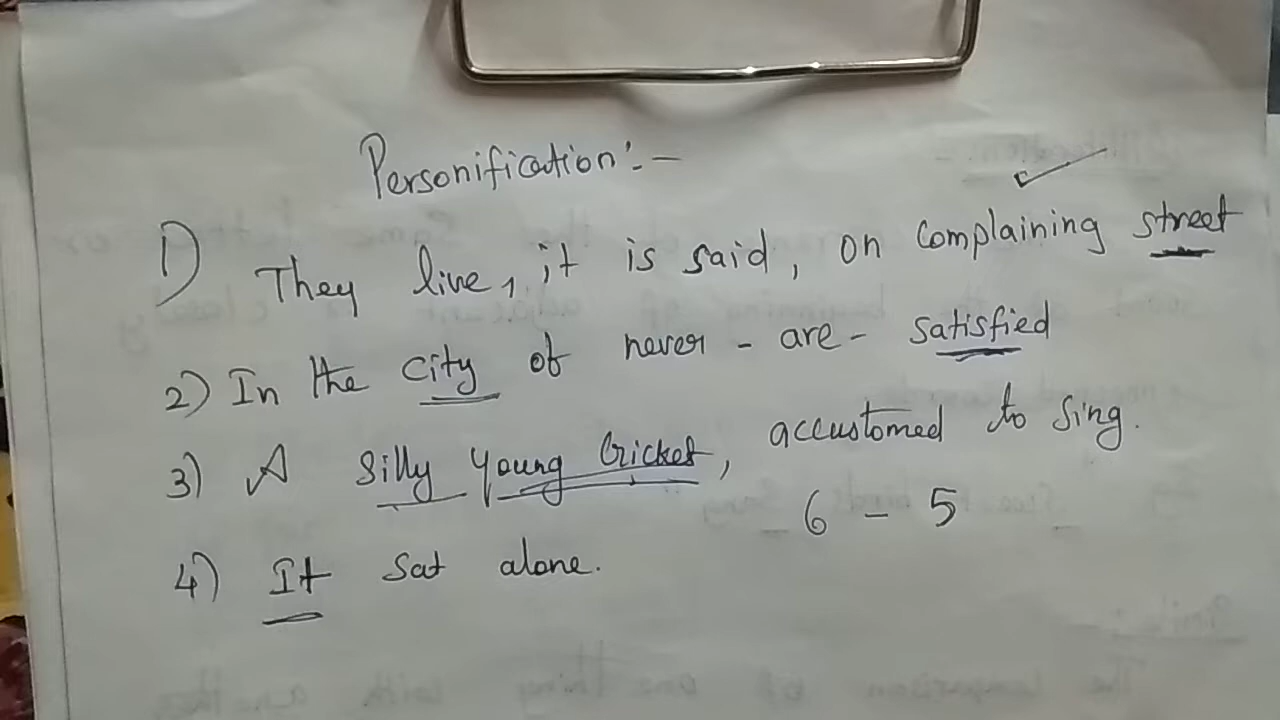 Personification:-
1) They live, it is said, on complaining street
2) In the city of never - are - satisfied
3) A silly young Cricket, accustomed to sing.
6 - 5
4) It sat alone.